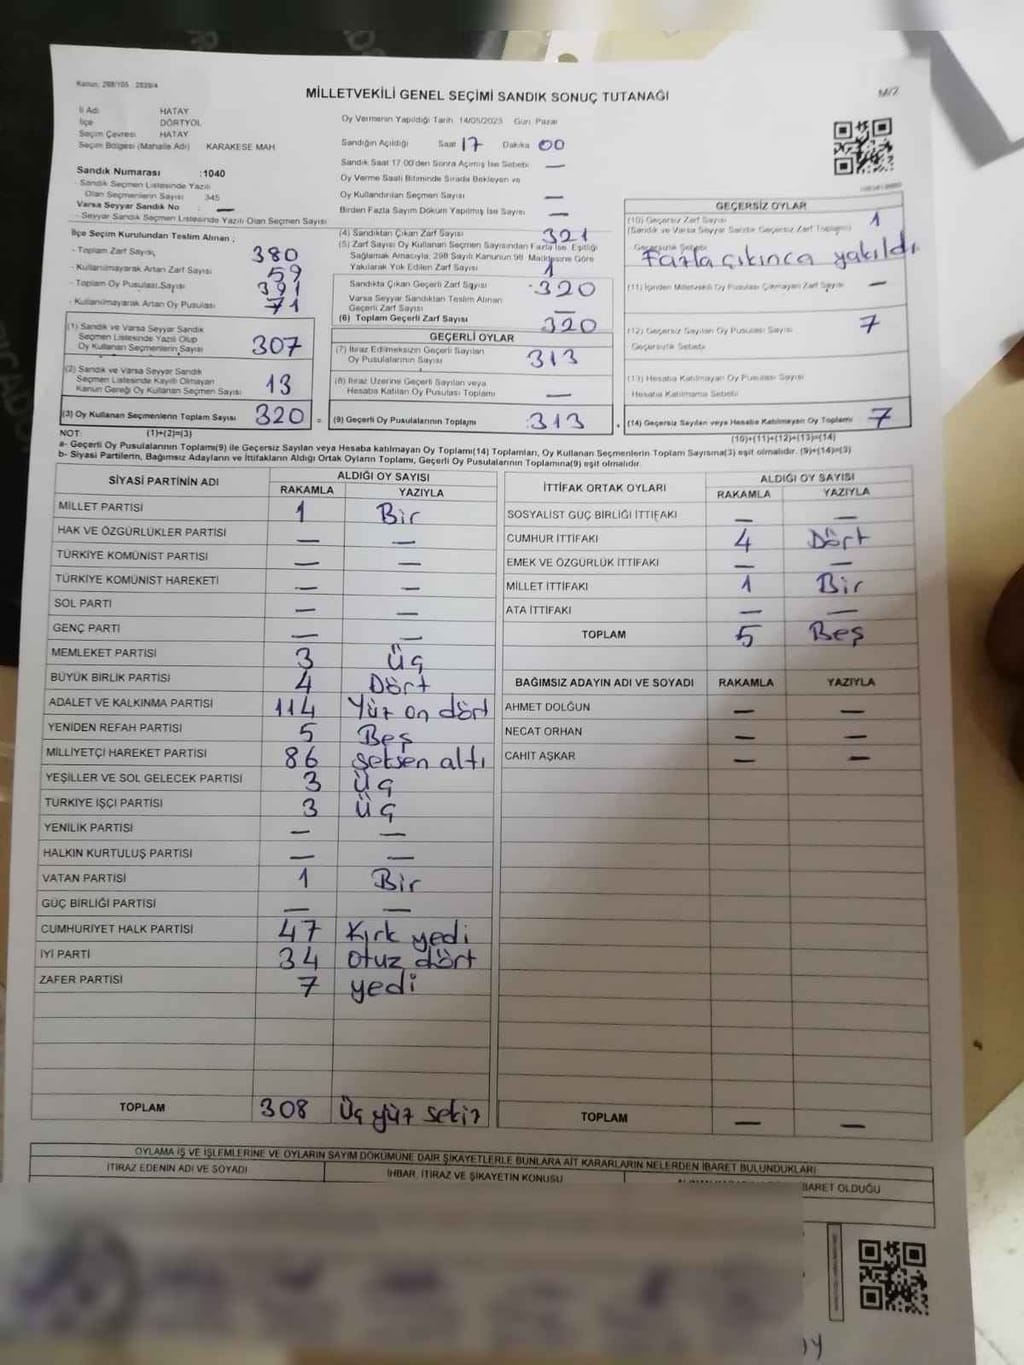 Kanun: 298/105 2839/4
MİLLETVEKİLİ GENEL SEÇİMİ SANDIK SONUÇ TUTANAĞI
M/2
İl Adı HATAY
İlçe DÖRTYOL
Seçim Çevresi HATAY
Seçim Bölgesi (Mahalle Adı) KARAKESE MAH
Oy Vermenin Yapıldığı Tarih 14/05/2023 Gün: Pazar
Sandığın Açıldığı Saat 17 Dakika 00
Sandık Saat 17.00'den Sonra Açılmış İse Sebebi —
Oy Verme Saati Bitiminde Sırada Bekleyen ve
Oy Kullandırılan Seçmen Sayısı —
Birden Fazla Sayım Döküm Yapılmış İse Sayısı —
Sandık Numarası :1040
- Sandık Seçmen Listesinde Yazılı
Olan Seçmenlerin Sayısı 345
Varsa Seyyar Sandık No : —
- Seyyar Sandık Seçmen Listesinde Yazılı Olan Seçmen Sayısı
İlçe Seçim Kurulundan Teslim Alınan ;
- Toplam Zarf Sayısı, 380
- Kullanılmayarak Artan Zarf Sayısı 59
- Toplam Oy Pusulası Sayısı 391
- Kullanılmayarak Artan Oy Pusulası 71
(1) Sandık ve Varsa Seyyar Sandık
Seçmen Listesinde Yazılı Olup
Oy Kullanan Seçmenlerin Sayısı 307
(2) Sandık ve Varsa Seyyar Sandık
Seçmen Listesinde Kayıtlı Olmayan
Kanun Gereği Oy Kullanan Seçmen Sayısı 13
(3) Oy Kullanan Seçmenlerin Toplam Sayısı 320 =
(4) Sandıktan Çıkan Zarf Sayısı 321
(5) Zarf Sayısı Oy Kullanan Seçmen Sayısından Fazla İse, Eşitliği
Sağlamak Amacıyla, 298 Sayılı Kanunun 98. Maddesine Göre
Yakılarak Yok Edilen Zarf Sayısı 1
Sandıkta Çıkan Geçerli Zarf Sayısı 320
Varsa Seyyar Sandıktan Teslim Alınan
Geçerli Zarf Sayısı —
(6) Toplam Geçerli Zarf Sayısı 320
GEÇERLİ OYLAR
(7) İtiraz Edilmeksizin Geçerli Sayılan
Oy Pusulalarının Sayısı 313
(8) İtiraz Üzerine Geçerli Sayılan veya
Hesaba Katılan Oy Pusulası Toplamı —
(9) Geçerli Oy Pusulalarının Toplamı 313
GEÇERSİZ OYLAR
(10) Geçersiz Zarf Sayısı 1
(Sandık ve Varsa Seyyar Sandık Geçersiz Zarf Toplamı)
Geçersizlik Sebebi
Fazla çıkınca yakıldı
(11) İçinden Milletvekili Oy Pusulası Çıkmayan Zarf Sayısı —
(12) Geçersiz Sayılan Oy Pusulası Sayısı 7
Geçersizlik Sebebi
(13) Hesaba Katılmayan Oy Pusulası Sayısı
Hesaba Katılmama Sebebi
(14) Geçersiz Sayılan veya Hesaba Katılmayan Oy Toplamı 7
NOT: (1)+(2)=(3)
(10)+(11)+(12)+(13)=(14)
a- Geçerli Oy Pusulalarının Toplamı(9) ile Geçersiz Sayılan veya Hesaba katılmayan Oy Toplamı(14) Toplamları, Oy Kullanan Seçmenlerin Toplam Sayısına(3) eşit olmalıdır. (9)+(14)=(3)
b- Siyasi Partilerin, Bağımsız Adayların ve İttifakların Aldığı Ortak Oyların Toplamı, Geçerli Oy Pusulalarının Toplamına(9) eşit olmalıdır.
SİYASİ PARTİNİN ADI ALDIĞI OY SAYISI
RAKAMLA YAZIYLA
MİLLET PARTİSİ 1 Bir
HAK VE ÖZGÜRLÜKLER PARTİSİ — —
TÜRKİYE KOMÜNİST PARTİSİ — —
TÜRKİYE KOMÜNİST HAREKETİ — —
SOL PARTİ — —
GENÇ PARTİ — —
MEMLEKET PARTİSİ 3 Üç
BÜYÜK BİRLİK PARTİSİ 4 Dört
ADALET VE KALKINMA PARTİSİ 114 Yüz on dört
YENİDEN REFAH PARTİSİ 5 Beş
MİLLİYETÇİ HAREKET PARTİSİ 86 Seksen altı
YEŞİLLER VE SOL GELECEK PARTİSİ 3 Üç
TÜRKİYE İŞÇİ PARTİSİ 3 Üç
YENİLİK PARTİSİ — —
HALKIN KURTULUŞ PARTİSİ — —
VATAN PARTİSİ 1 Bir
GÜÇ BİRLİĞİ PARTİSİ — —
CUMHURİYET HALK PARTİSİ 47 Kırk yedi
İYİ PARTİ 34 otuz dört
ZAFER PARTİSİ 7 yedi
TOPLAM 308 Üç yüz sekiz
İTTİFAK ORTAK OYLARI ALDIĞI OY SAYISI
RAKAMLA YAZIYLA
SOSYALİST GÜÇ BİRLİĞİ İTTİFAKI — —
CUMHUR İTTİFAKI 4 Dört
EMEK VE ÖZGÜRLÜK İTTİFAKI — —
MİLLET İTTİFAKI 1 Bir
ATA İTTİFAKI — —
TOPLAM 5 Beş
BAĞIMSIZ ADAYIN ADI VE SOYADI RAKAMLA YAZIYLA
AHMET DOLĞUN — —
NECAT ORHAN — —
CAHİT AŞKAR — —
TOPLAM — —
OYLAMA İŞ VE İŞLEMLERİNE VE OYLARIN SAYIM DÖKÜMÜNE DAİR ŞİKAYETLERLE BUNLARA AİT KARARLARIN NELERDEN İBARET BULUNDUKLARI
İTİRAZ EDENİN ADI VE SOYADI İHBAR, İTİRAZ VE ŞİKAYETİN KONUSU BARET OLDUĞU